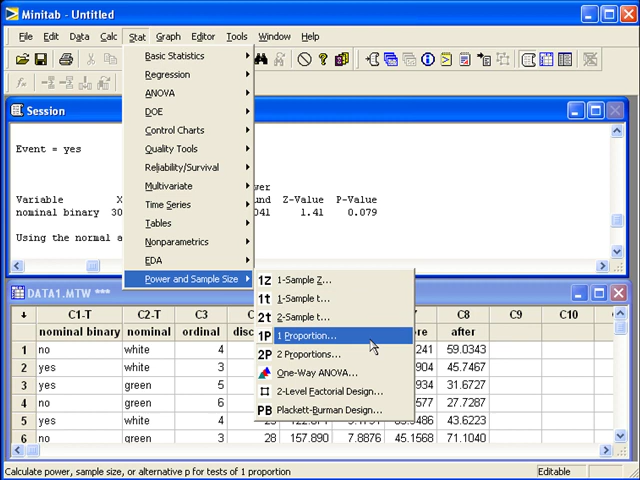 Minitab - Untitled
File Edit Data Calc Stat Graph Editor Tools Window Help
Basic Statistics
Regression
ANOVA
DOE
Control Charts
Quality Tools
Reliability/Survival
Multivariate
Time Series
Tables
Nonparametrics
EDA
Power and Sample Size
1Z 1-Sample Z...
1t 1-Sample t...
2t 2-Sample t...
1P 1 Proportion...
2P 2 Proportions...
One-Way ANOVA...
2-Level Factorial Design...
PB Plackett-Burman Design...
Session
Event = yes
Variable X Z-Value P-Value
nominal binary 30 041 1.41 0.079
Using the normal a
DATA1.MTW ***
C1-T C2-T C3 C8 C9 C10
nominal binary nominal ordinal after
1 no white 4 241 59.0343
2 yes white 3 904 45.7467
3 yes green 5 934 31.6727
4 no green 6 408 27.7287
5 yes white 4 43.6223
6 no green 3 23 157.890 7.8876 45.1568 71.1040
Calculate power, sample size, or alternative p for tests of 1 proportion
Editable